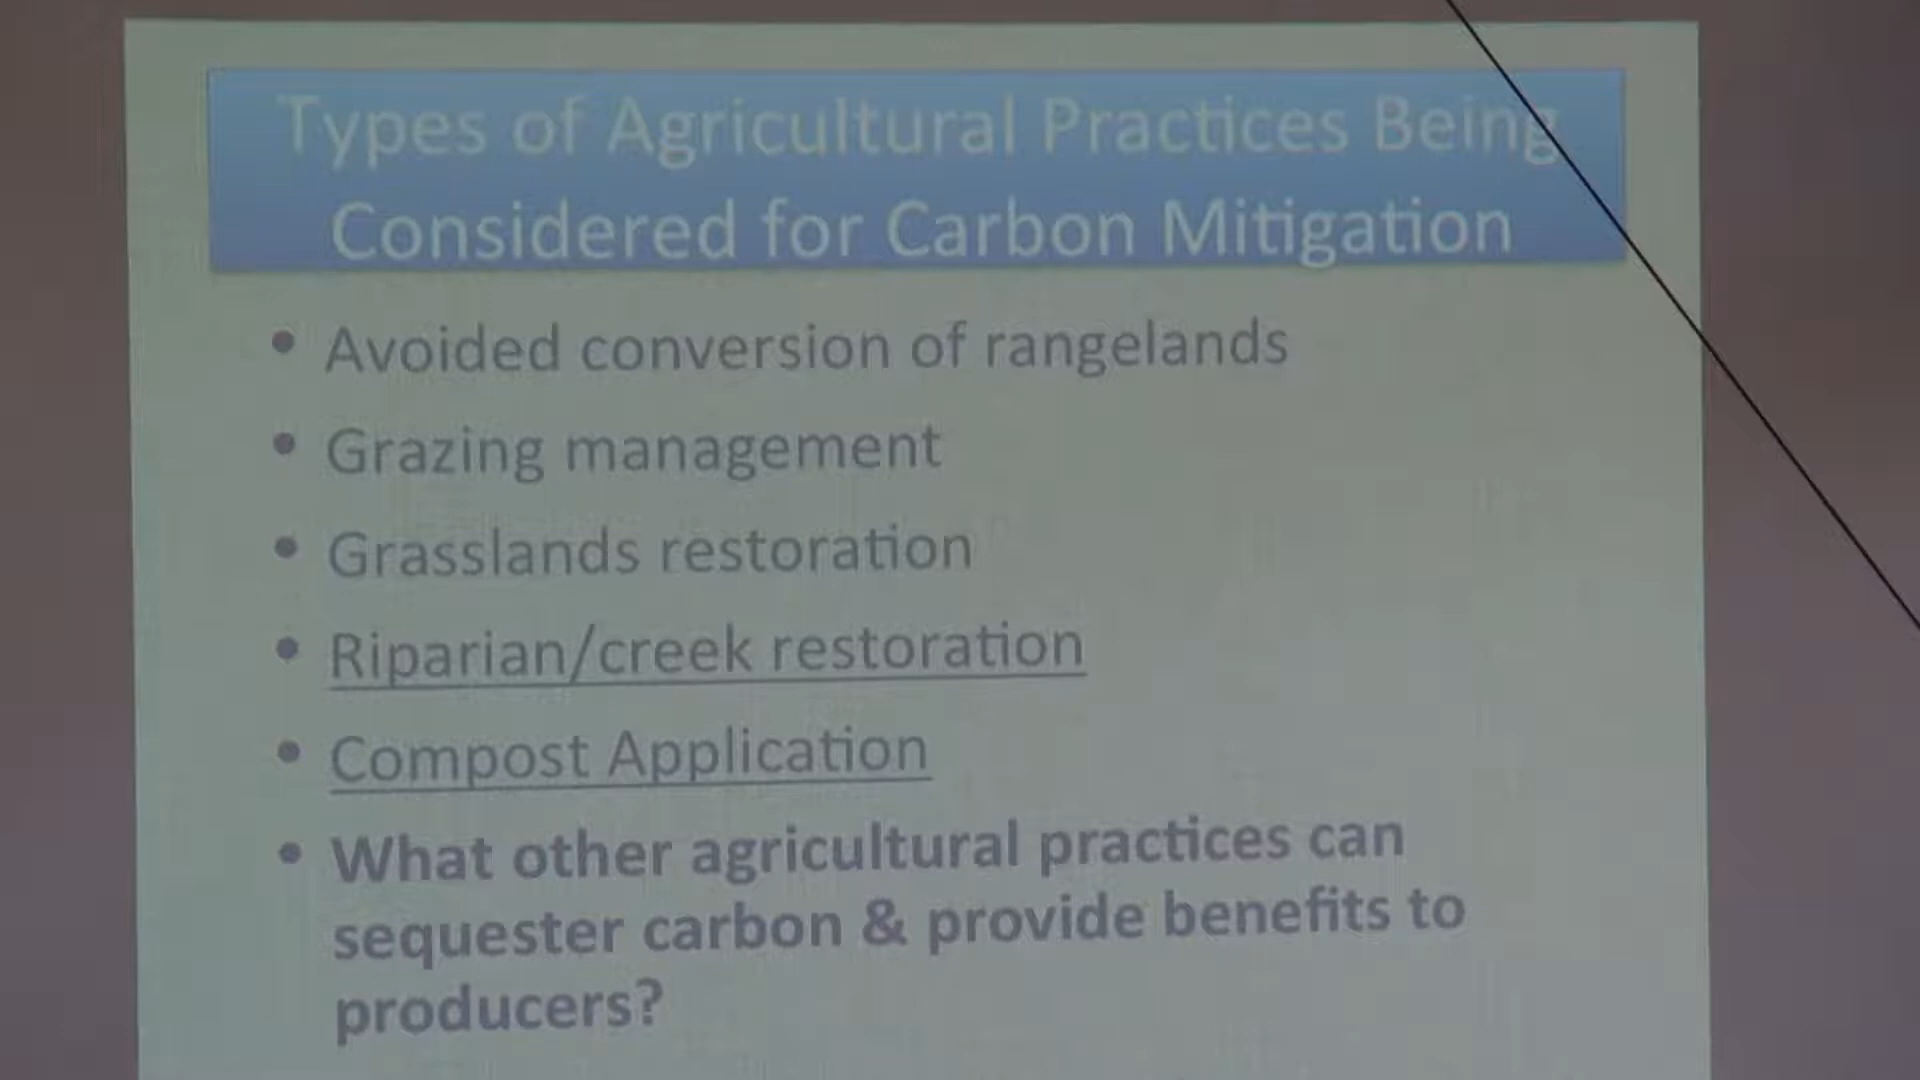 Types of Agricultural Practices Being
Considered for Carbon Mitigation
• Avoided conversion of rangelands
• Grazing management
• Grasslands restoration
• Riparian/creek restoration
• Compost Application
• What other agricultural practices can
sequester carbon & provide benefits to
producers?